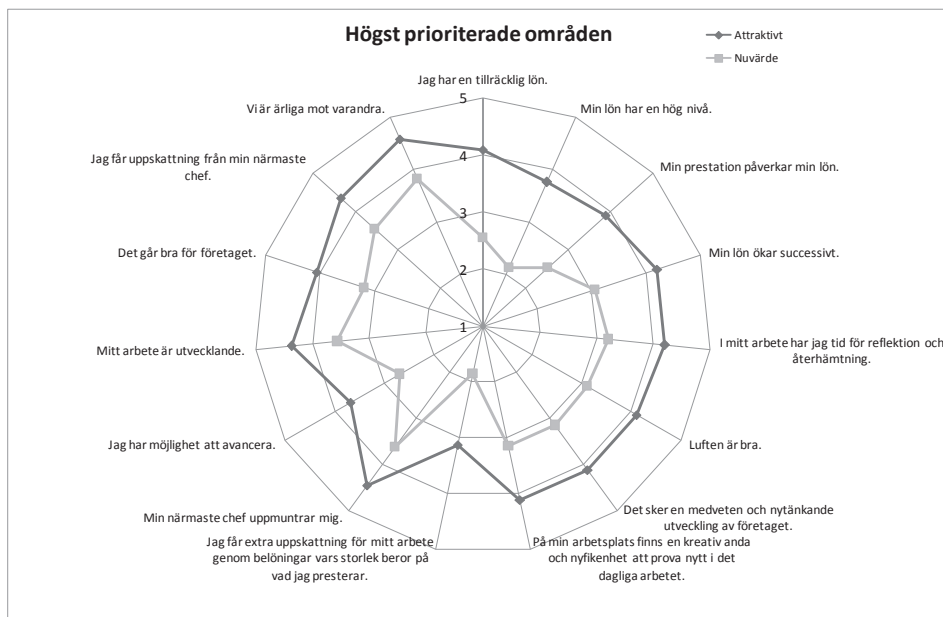 Högst prioriterade områden
Attraktivt
Nuvärde
Jag har en tillräcklig lön.
Min lön har en hög nivå.
Min prestation påverkar min lön.
Min lön ökar successivt.
I mitt arbete har jag tid för reflektion och
återhämtning.
Luften är bra.
Det sker en medveten och nytänkande
utveckling av företaget.
På min arbetsplats finns en kreativ anda
och nyfikenhet att prova nytt i det
dagliga arbetet.
Jag får extra uppskattning för mitt arbete
genom belöningar vars storlek beror på
vad jag presterar.
Min närmaste chef uppmuntrar mig.
Jag har möjlighet att avancera.
Mitt arbete är utvecklande.
Det går bra för företaget.
Jag får uppskattning från min närmaste
chef.
Vi är ärliga mot varandra.
5
4
3
2
1